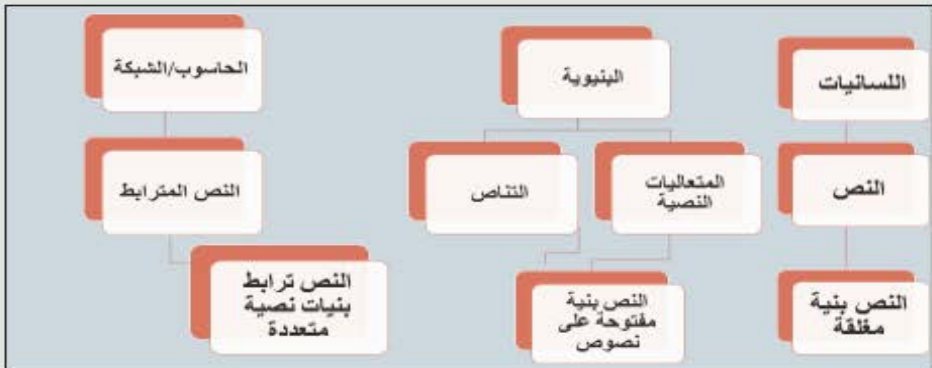 اللسانيات
النص
النص بنية
مغلقة
البنيوية
المتعاليات
النصية
التناص
النص بنية
مفتوحة على
نصوص
الحاسوب/الشبكة
النص المترابط
النص ترابط
بنيات نصية
متعددة